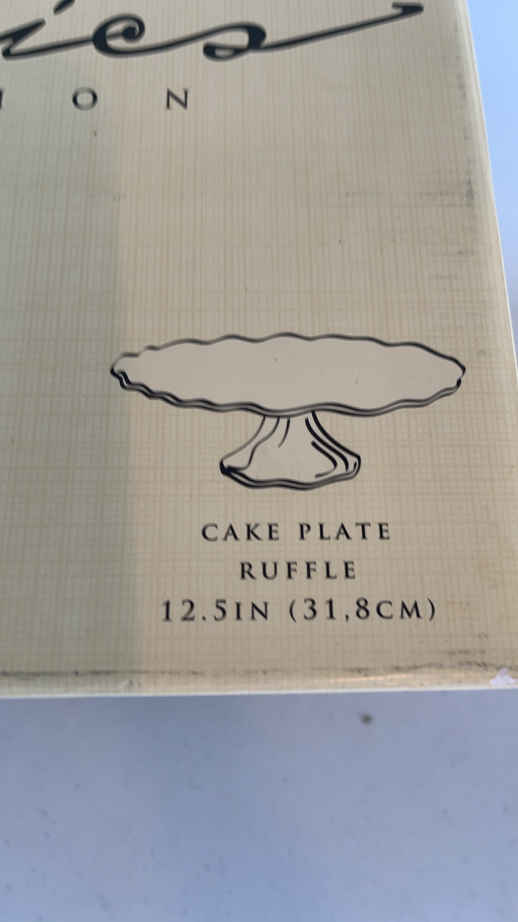 CAKE PLATE
RUFFLE
12.5IN (31,8CM)